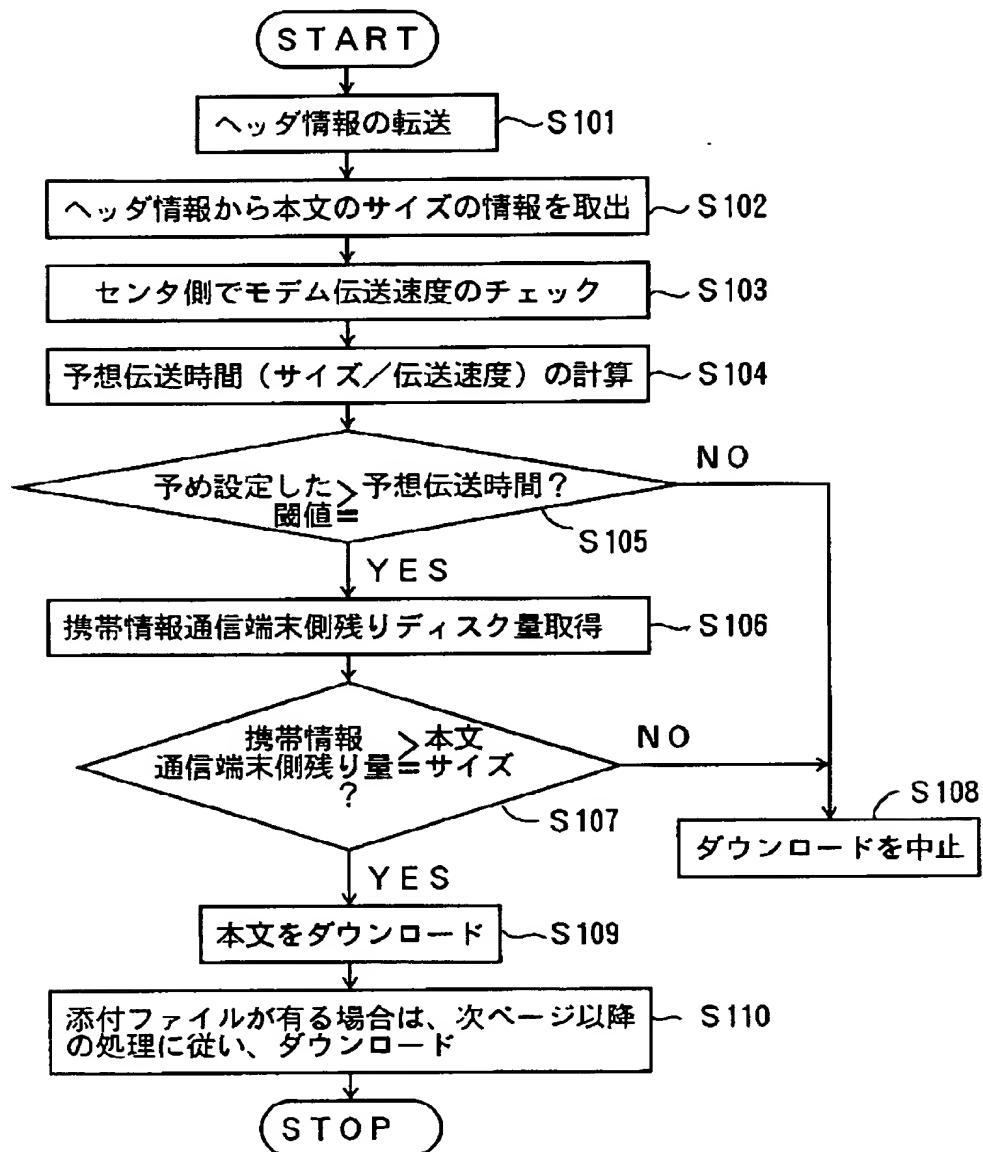 START
ヘッダ情報の転送
S101
ヘッダ情報から本文のサイズの情報を取出
S102
センタ側でモデム伝送速度のチェック
S103
予想伝送時間(サイズ/伝送速度)の計算
S104
NO
予め設定した>予想伝送時間?
閾値=
S105
YES
携帯情報通信端末側残りディスク量取得
S106
携帯情報>本文
通信端末側残り量=サイズ
?
NO
S107
S108
ダウンロードを中止
YES
本文をダウンロード
S109
添付ファイルが有る場合は、次ページ以降
の処理に従い、ダウンロード
S110
STOP